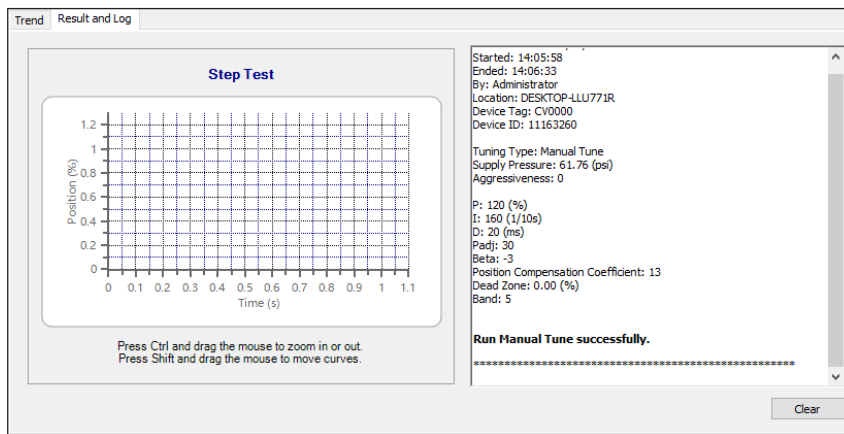 Trend
Result and Log
Step Test
1.2
1
0.8
0.6
0.4
0.2
0
Position (%)
0 0.1 0.2 0.3 0.4 0.5 0.6 0.7 0.8 0.9 1 1.1
Time (s)
Press Ctrl and drag the mouse to zoom in or out.
Press Shift and drag the mouse to move curves.
Started: 14:05:58
Ended: 14:06:33
By: Administrator
Location: DESKTOP-LLU771R
Device Tag: CV0000
Device ID: 11163260
Tuning Type: Manual Tune
Supply Pressure: 61.76 (psi)
Aggressiveness: 0
P: 120 (%)
I: 160 (1/10s)
D: 20 (ms)
Padj: 30
Beta: -3
Position Compensation Coefficient: 13
Dead Zone: 0.00 (%)
Band: 5
Run Manual Tune successfully.
****************************************************
Clear